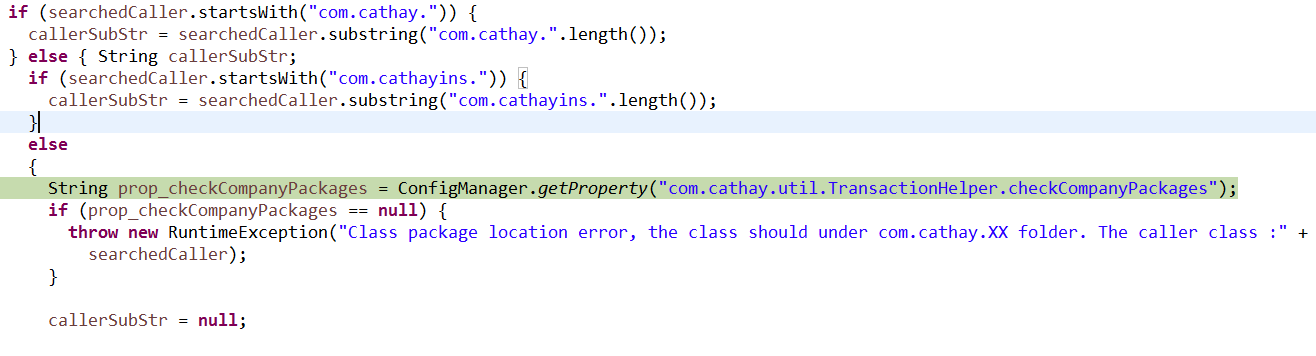 if (searchedCaller.startsWith("com.cathay.")) {
callerSubStr = searchedCaller.substring("com.cathay.".length());
} else { String callerSubStr;
if (searchedCaller.startsWith("com.cathayins.")) {
callerSubStr = searchedCaller.substring("com.cathayins.".length());
}
else
{
String prop_checkCompanyPackages = ConfigManager.getProperty("com.cathay.util.TransactionHelper.checkCompanyPackages");
if (prop_checkCompanyPackages == null) {
throw new RuntimeException("Class package location error, the class should under com.cathay.XX folder. The caller class :" +
searchedCaller);
}
callerSubStr = null;